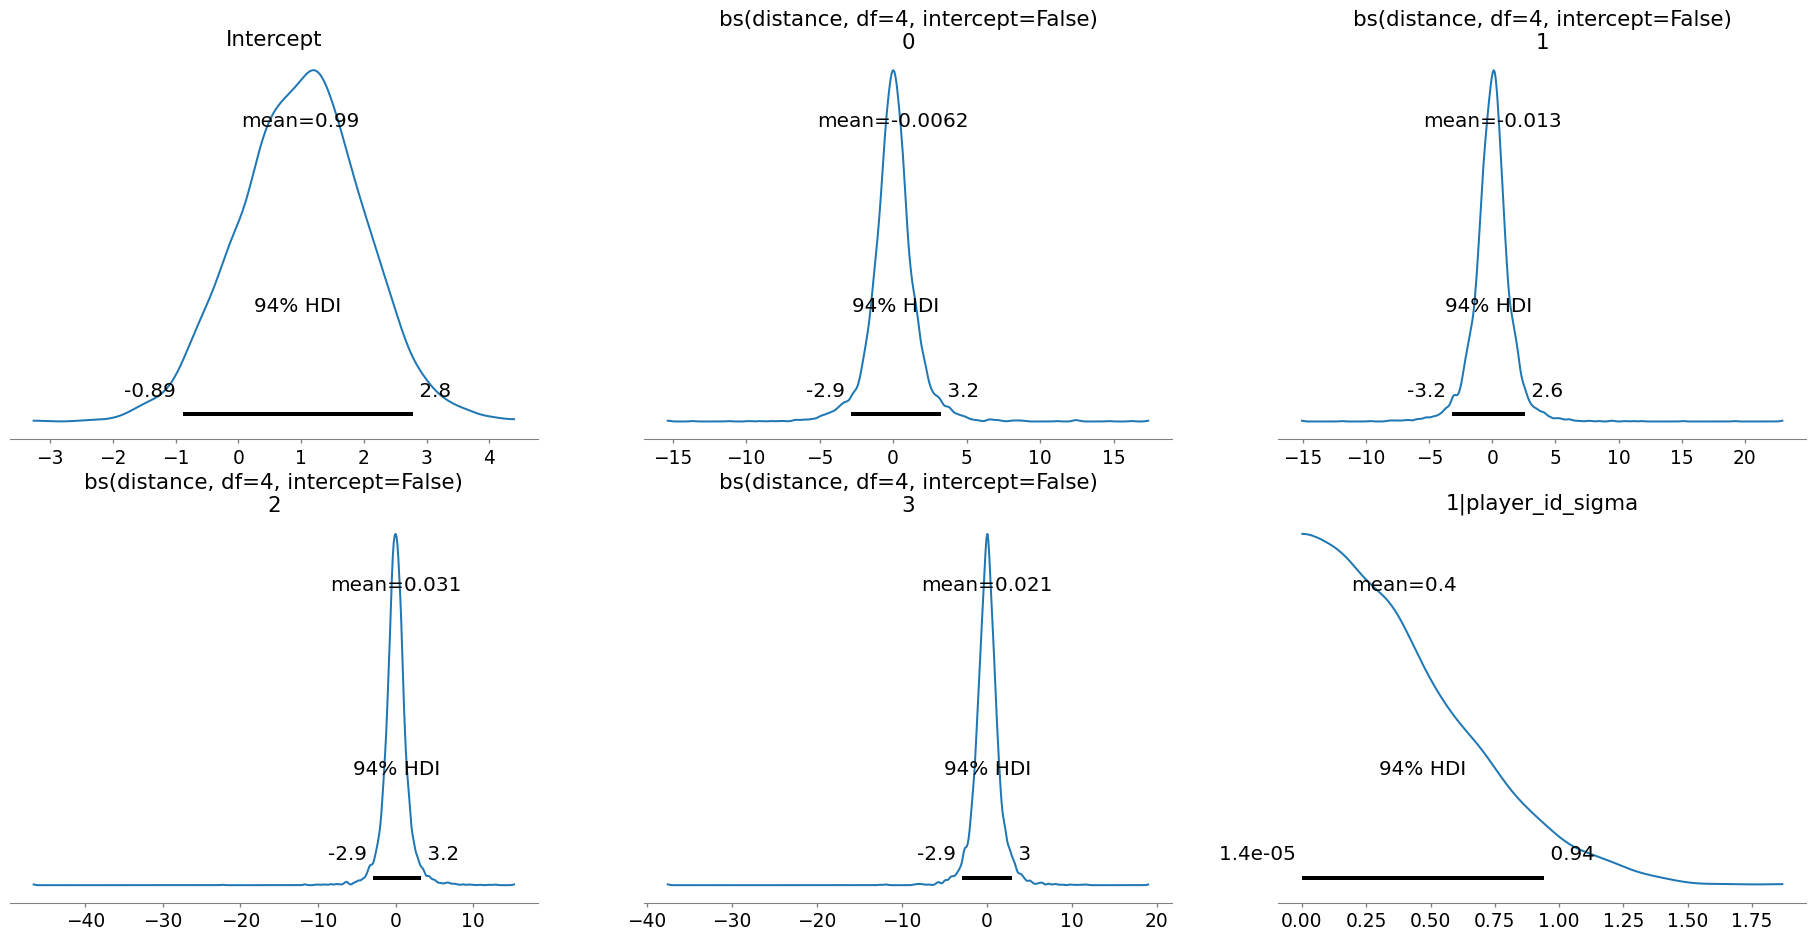 Intercept
mean=0.99
94% HDI
-0.89 2.8
−3 −2 −1 0 1 2 3 4
bs(distance, df=4, intercept=False)
0
mean=-0.0062
94% HDI
-2.9 3.2
−15 −10 −5 0 5 10 15
bs(distance, df=4, intercept=False)
1
mean=-0.013
94% HDI
-3.2 2.6
−15 −10 −5 0 5 10 15 20
bs(distance, df=4, intercept=False)
2
mean=0.031
94% HDI
-2.9 3.2
−40 −30 −20 −10 0 10
bs(distance, df=4, intercept=False)
3
mean=0.021
94% HDI
-2.9 3
−40 −30 −20 −10 0 10 20
1|player_id_sigma
mean=0.4
94% HDI
1.4e-05 0.94
0.00 0.25 0.50 0.75 1.00 1.25 1.50 1.75